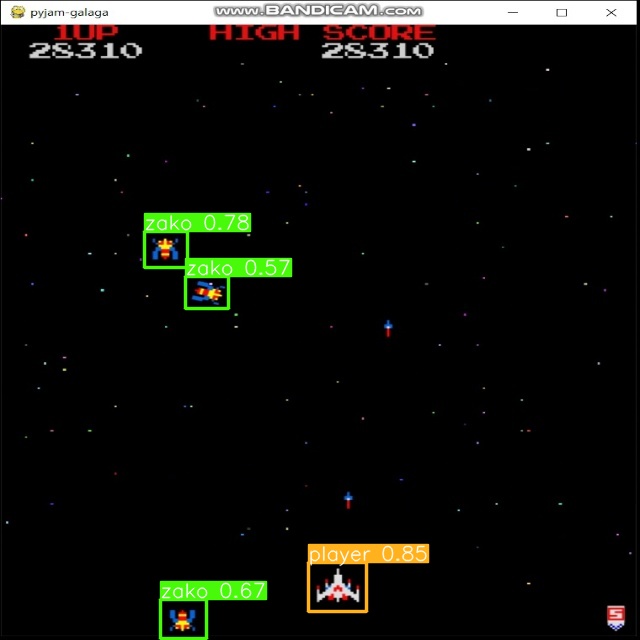 pyjam-galaga
www.BANDICAM.com
1UP HIGH SCORE
28310 28310
zako 0.78
zako 0.57
player 0.85
zako 0.67
5